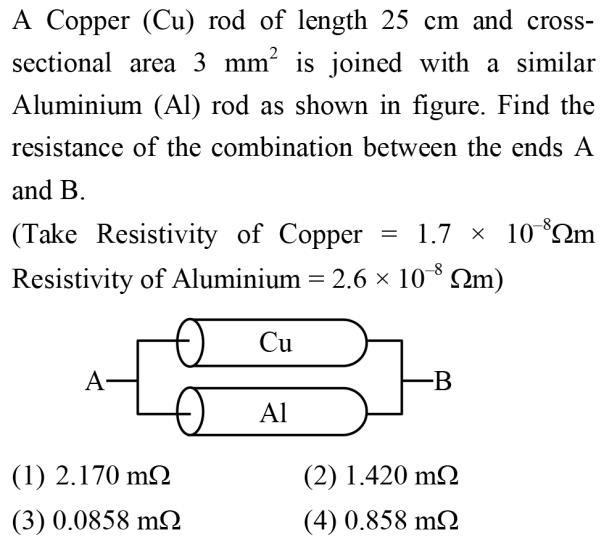 A Copper (Cu) rod of length 25 cm and cross-
sectional area 3 mm² is joined with a similar
Aluminium (Al) rod as shown in figure. Find the
resistance of the combination between the ends A
and B.
(Take Resistivity of Copper = 1.7 × 10⁻⁸Ωm
Resistivity of Aluminium = 2.6 × 10⁻⁸ Ωm)
Cu
A
B
Al
(1) 2.170 mΩ (2) 1.420 mΩ
(3) 0.0858 mΩ (4) 0.858 mΩ